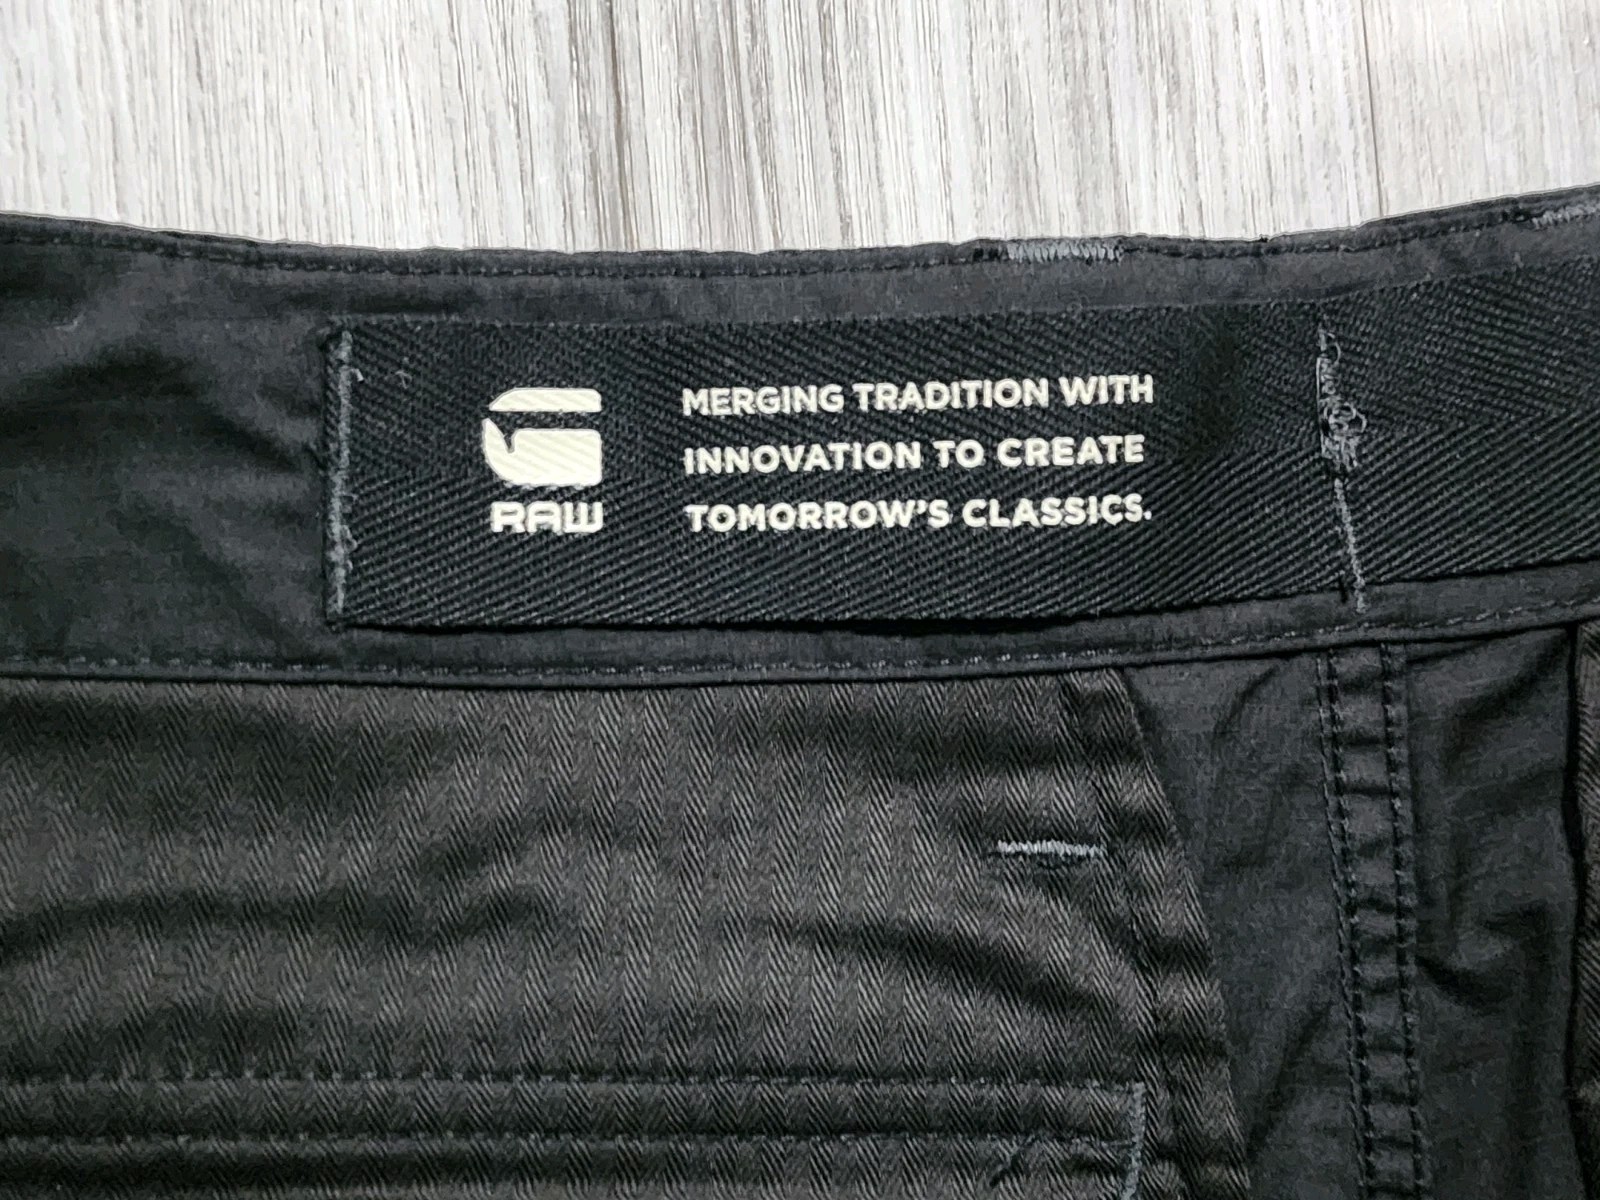 G
RAW
MERGING TRADITION WITH
INNOVATION TO CREATE
TOMORROW'S CLASSICS.